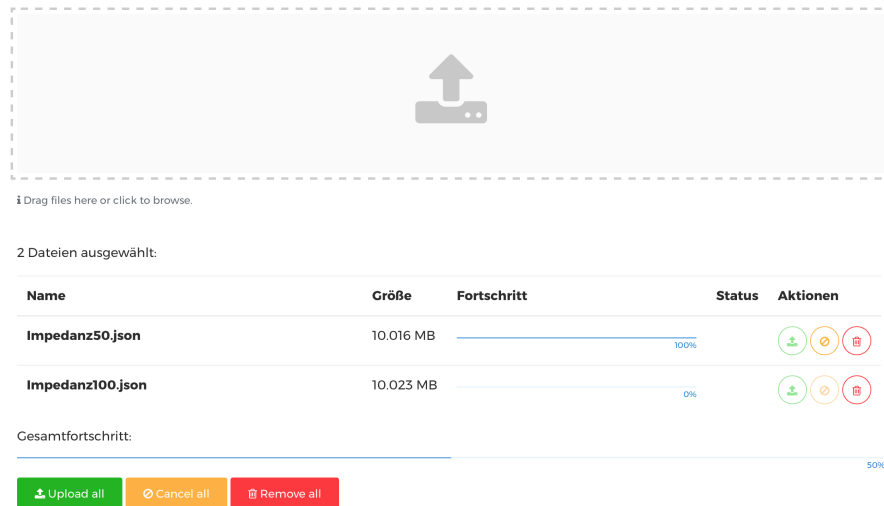 Drag files here or click to browse.
2 Dateien ausgewählt:
Name Größe Fortschritt Status Aktionen
Impedanz50.json 10.016 MB 100%
Impedanz100.json 10.023 MB 0%
Gesamtfortschritt:
50%
Upload all Cancel all Remove all